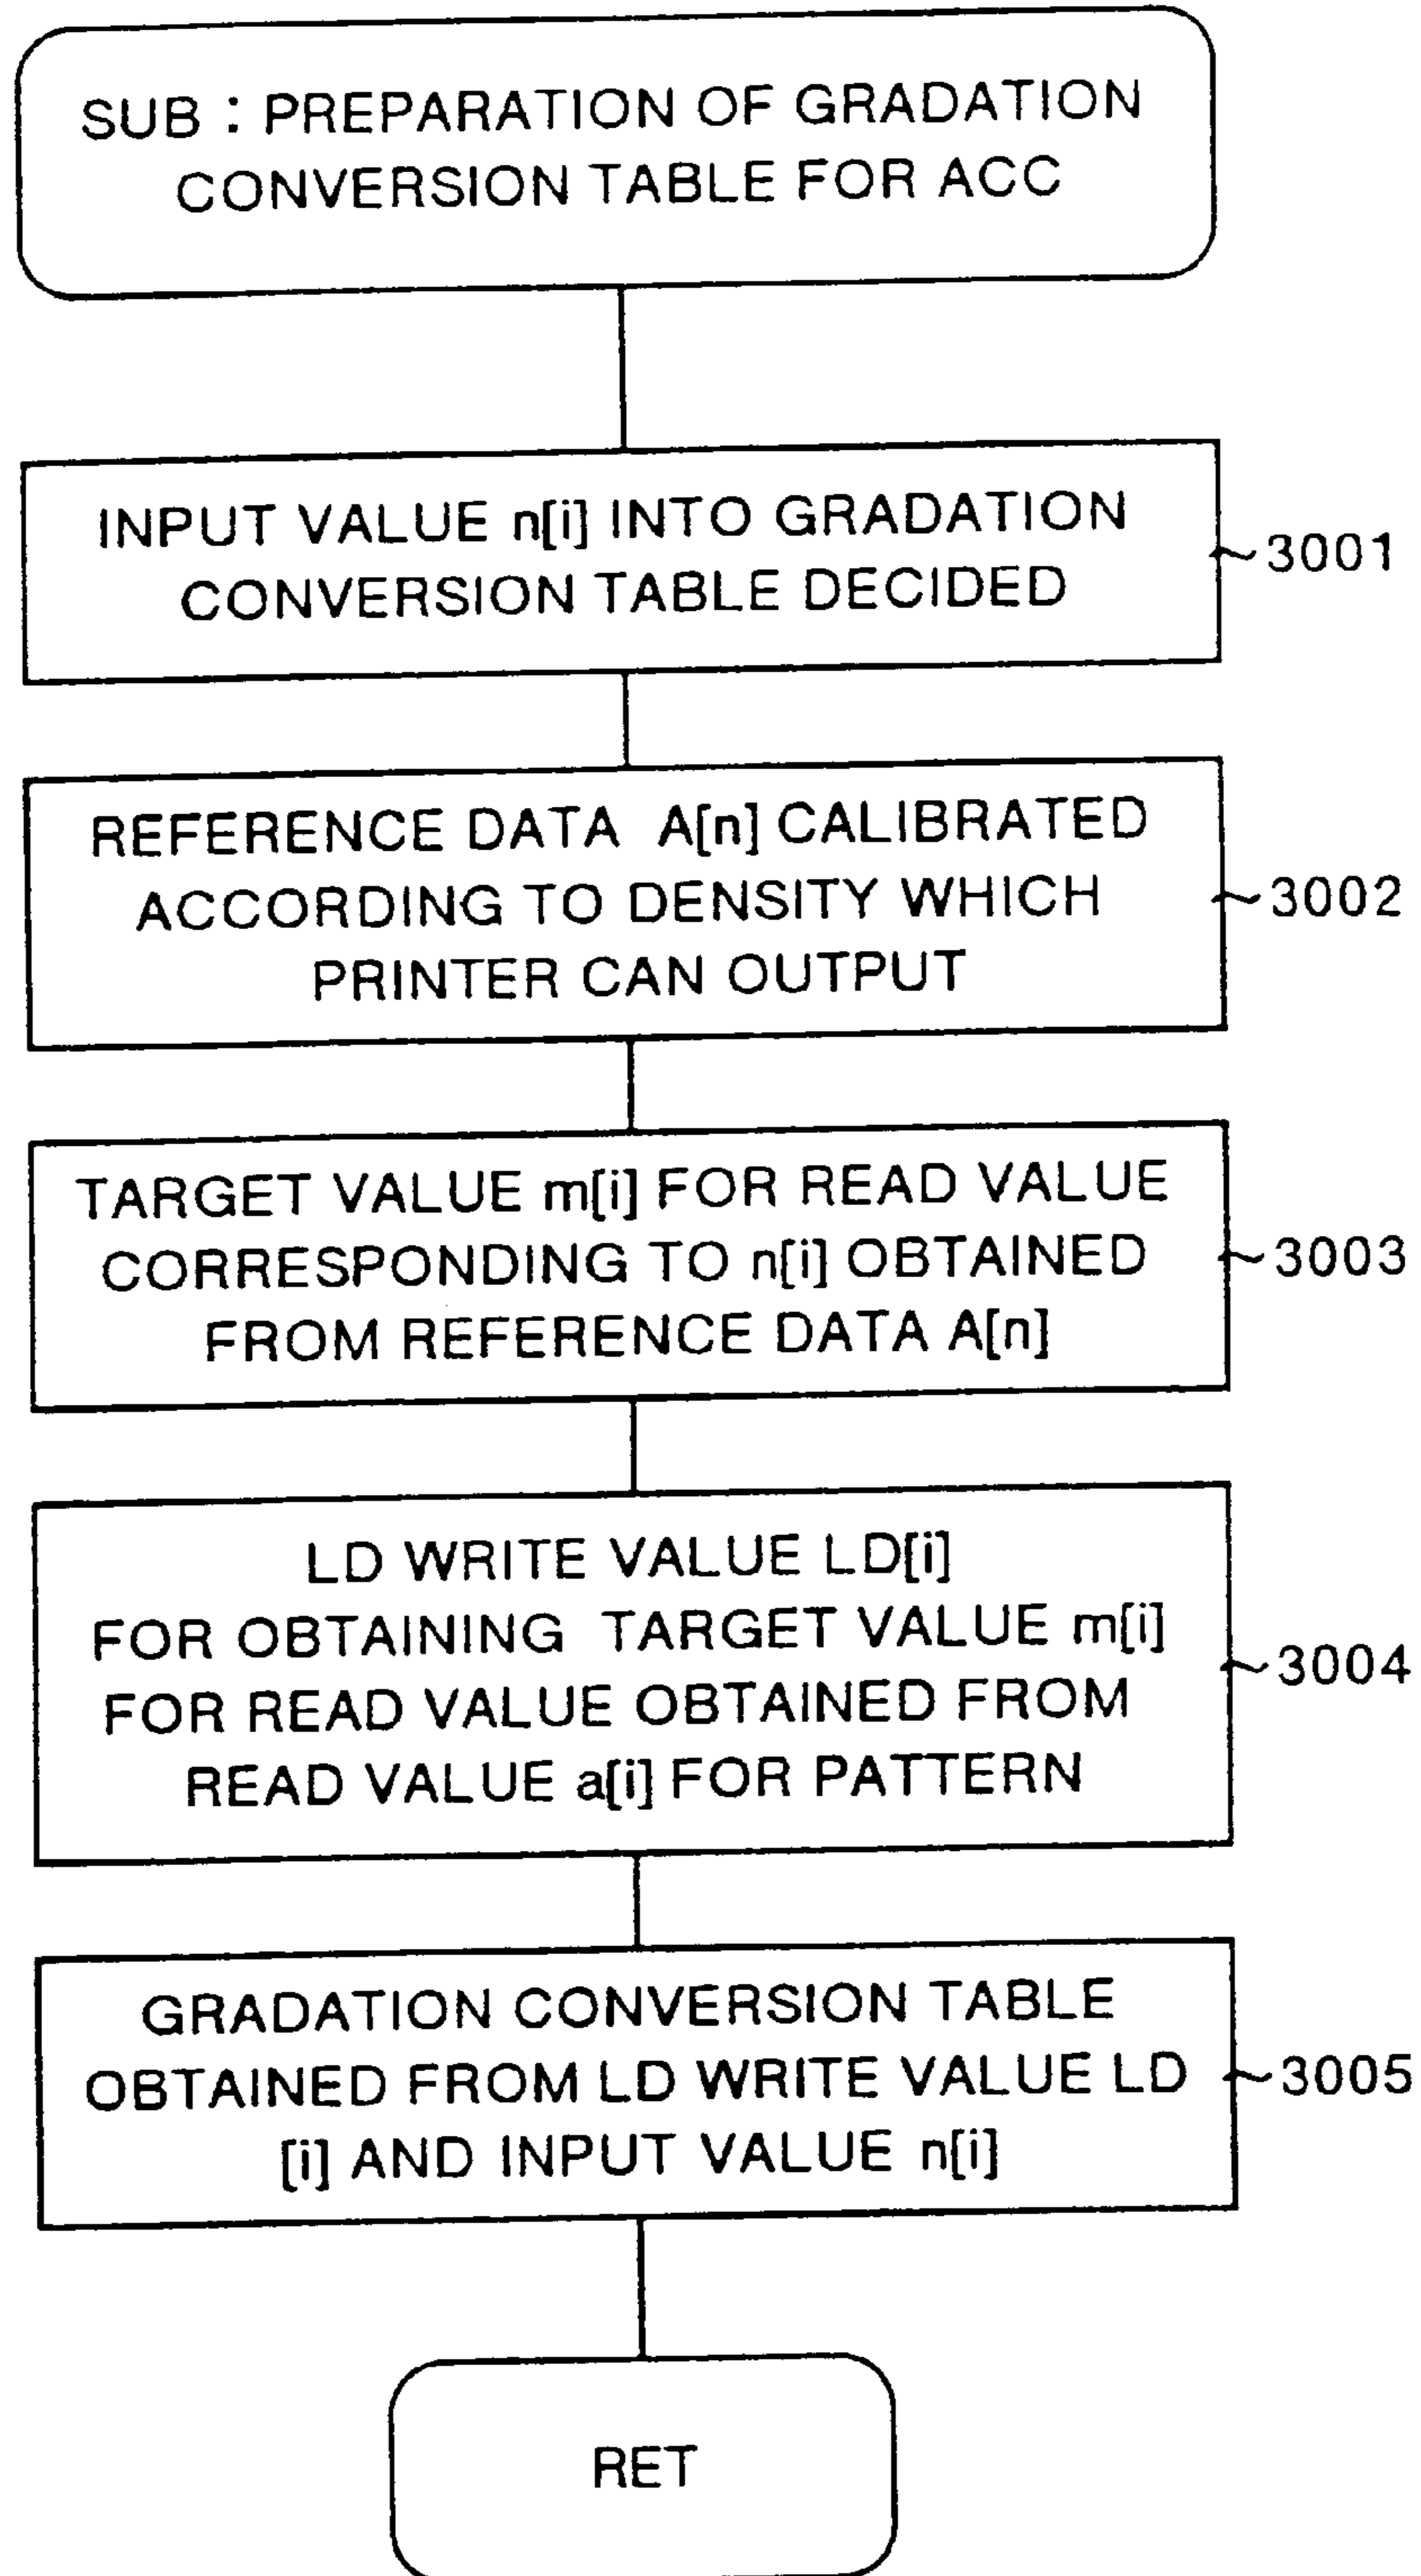 SUB : PREPARATION OF GRADATION
CONVERSION TABLE FOR ACC
INPUT VALUE n[i] INTO GRADATION
CONVERSION TABLE DECIDED
3001
REFERENCE DATA A[n] CALIBRATED
ACCORDING TO DENSITY WHICH
PRINTER CAN OUTPUT
3002
TARGET VALUE m[i] FOR READ VALUE
CORRESPONDING TO n[i] OBTAINED
FROM REFERENCE DATA A[n]
3003
LD WRITE VALUE LD[i]
FOR OBTAINING TARGET VALUE m[i]
FOR READ VALUE OBTAINED FROM
READ VALUE a[i] FOR PATTERN
3004
GRADATION CONVERSION TABLE
OBTAINED FROM LD WRITE VALUE LD
[i] AND INPUT VALUE n[i]
3005
RET